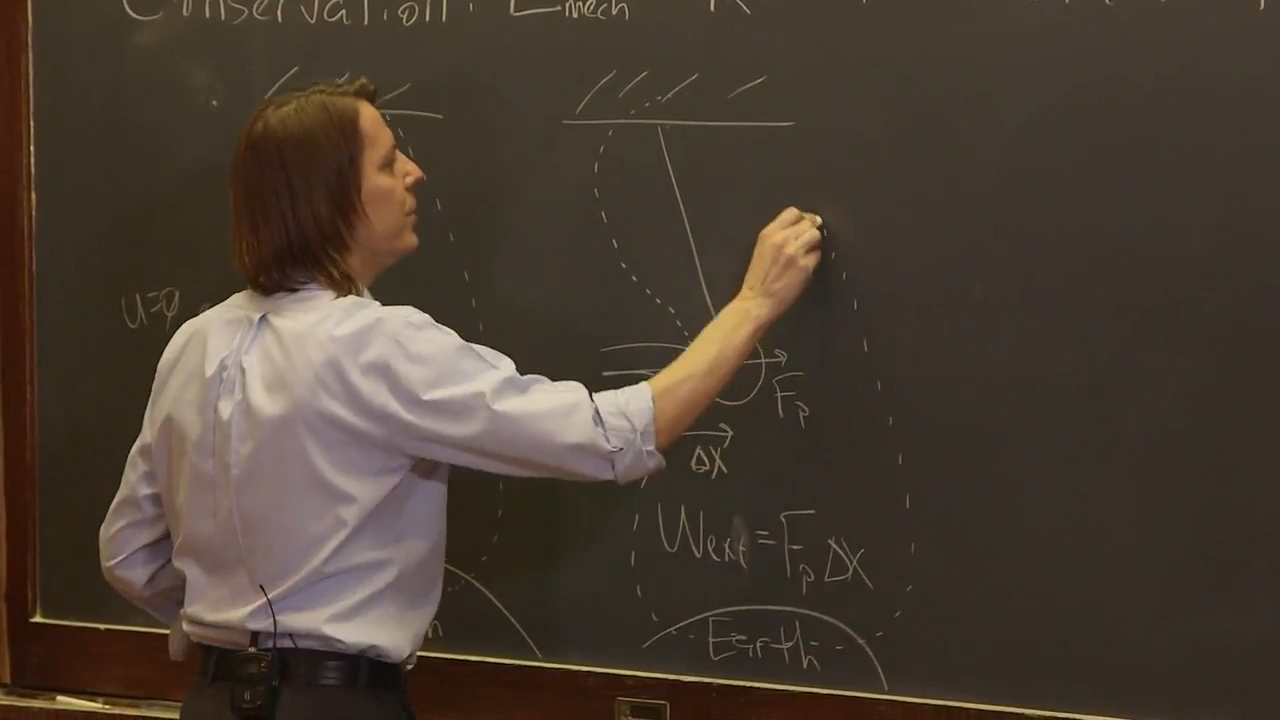 Conservation: Emech K
U=0
Fp
Δx
Wext = Fp Δx
Earth